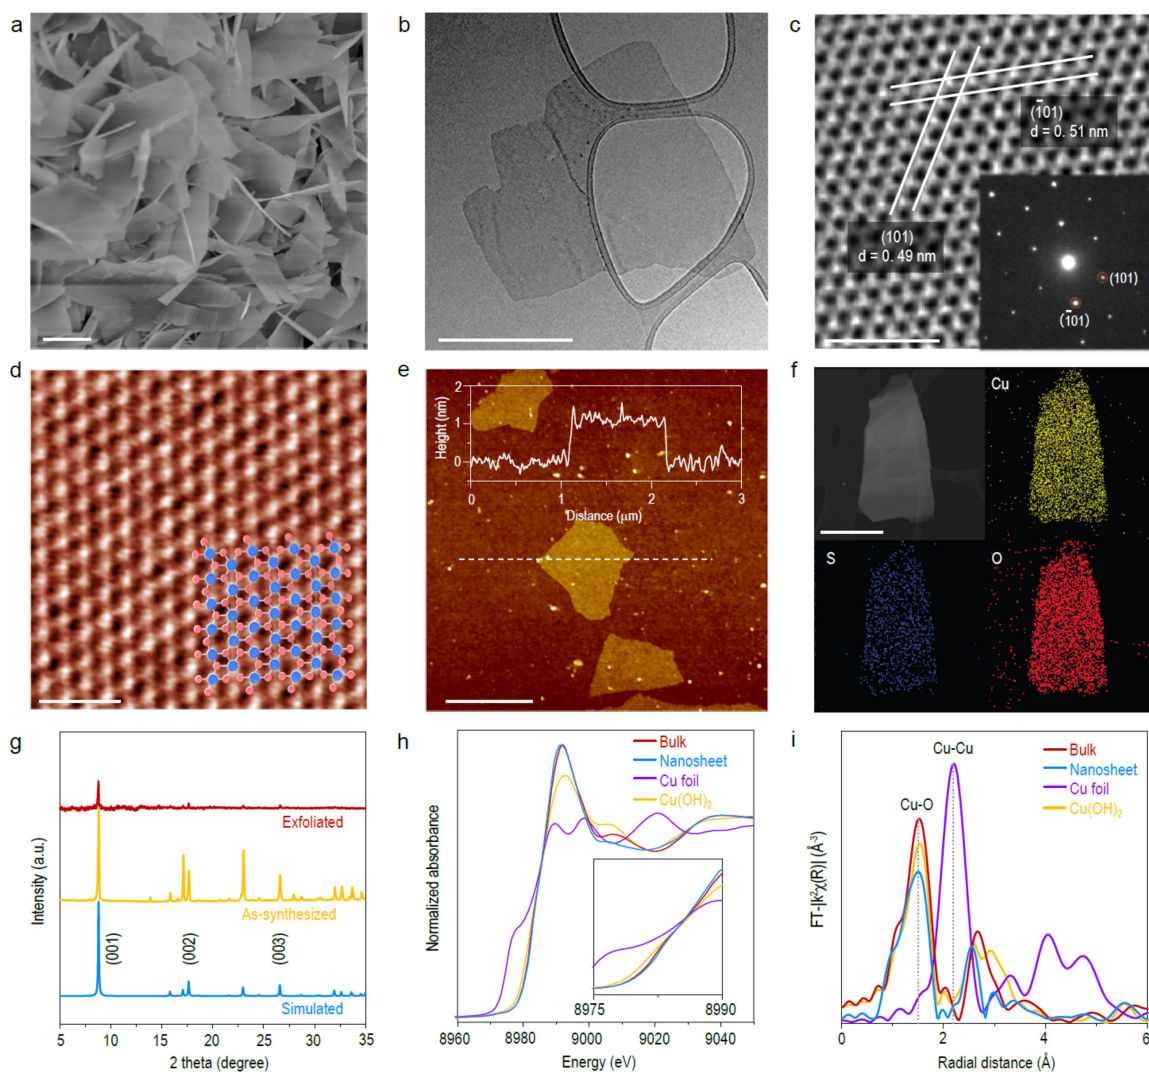 a
b
c
(1̄01)
d = 0. 51 nm
(101)
d = 0. 49 nm
(101)
(1̄01)
d
e
2
1
0
Height (nm)
0 1 2 3
Distance (μm)
f
Cu
S
O
g
Exfoliated
As-synthesized
(001)
(002)
(003)
Simulated
Intensity (a.u.)
5 10 15 20 25 30 35
2 theta (degree)
h
Bulk
Nanosheet
Cu foil
Cu(OH)₂
Normalized absorbance
8975 8990
8960 8980 9000 9020 9040
Energy (eV)
i
Cu-Cu
Cu-O
Bulk
Nanosheet
Cu foil
Cu(OH)₂
FT-|k²χ(R)| (Å⁻³)
0 2 4 6
Radial distance (Å)